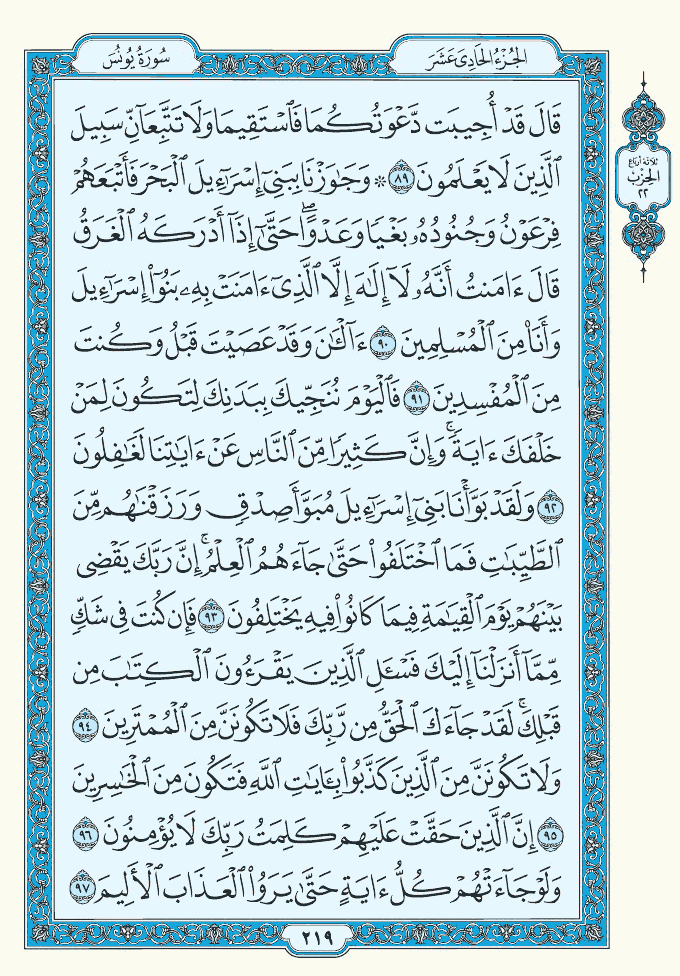 الجُزْءُ الحَادِى عَشَرَ
سُورَةُ يُونُسَ
قَالَ قَدْ أُجِيبَت دَّعْوَتُكُمَا فَٱسْتَقِيمَا وَلَا تَتَّبِعَآنِّ سَبِيلَ
ٱلَّذِينَ لَا يَعْلَمُونَ ٨٩ ۞ وَجَٰوَزْنَا بِبَنِىٓ إِسْرَٰٓءِيلَ ٱلْبَحْرَ فَأَتْبَعَهُمْ
فِرْعَوْنُ وَجُنُودُهُۥ بَغْيًا وَعَدْوًا ۖ حَتَّىٰٓ إِذَآ أَدْرَكَهُ ٱلْغَرَقُ
قَالَ ءَامَنتُ أَنَّهُۥ لَآ إِلَٰهَ إِلَّا ٱلَّذِىٓ ءَامَنَتْ بِهِۦ بَنُوٓا۟ إِسْرَٰٓءِيلَ
وَأَنَا۠ مِنَ ٱلْمُسْلِمِينَ ٩٠ ءَآلْـَٰٔنَ وَقَدْ عَصَيْتَ قَبْلُ وَكُنتَ
مِنَ ٱلْمُفْسِدِينَ ٩١ فَٱلْيَوْمَ نُنَجِّيكَ بِبَدَنِكَ لِتَكُونَ لِمَنْ
خَلْفَكَ ءَايَةً ۚ وَإِنَّ كَثِيرًا مِّنَ ٱلنَّاسِ عَنْ ءَايَٰتِنَا لَغَٰفِلُونَ
٩٢ وَلَقَدْ بَوَّأْنَا بَنِىٓ إِسْرَٰٓءِيلَ مُبَوَّأَ صِدْقٍ وَرَزَقْنَٰهُم مِّنَ
ٱلطَّيِّبَٰتِ فَمَا ٱخْتَلَفُوا۟ حَتَّىٰ جَآءَهُمُ ٱلْعِلْمُ ۚ إِنَّ رَبَّكَ يَقْضِى
بَيْنَهُمْ يَوْمَ ٱلْقِيَٰمَةِ فِيمَا كَانُوا۟ فِيهِ يَخْتَلِفُونَ ٩٣ فَإِن كُنتَ فِى شَكٍّ
مِّمَّآ أَنزَلْنَآ إِلَيْكَ فَسْـَٔلِ ٱلَّذِينَ يَقْرَءُونَ ٱلْكِتَٰبَ مِن
قَبْلِكَ ۚ لَقَدْ جَآءَكَ ٱلْحَقُّ مِن رَّبِّكَ فَلَا تَكُونَنَّ مِنَ ٱلْمُمْتَرِينَ ٩٤
وَلَا تَكُونَنَّ مِنَ ٱلَّذِينَ كَذَّبُوا۟ بِـَٔايَٰتِ ٱللَّهِ فَتَكُونَ مِنَ ٱلْخَٰسِرِينَ
٩٥ إِنَّ ٱلَّذِينَ حَقَّتْ عَلَيْهِمْ كَلِمَتُ رَبِّكَ لَا يُؤْمِنُونَ ٩٦
وَلَوْ جَآءَتْهُمْ كُلُّ ءَايَةٍ حَتَّىٰ يَرَوُا۟ ٱلْعَذَابَ ٱلْأَلِيمَ ٩٧
ثلاثة أرباع
الحِزْبُ
٢٢
٢١٩